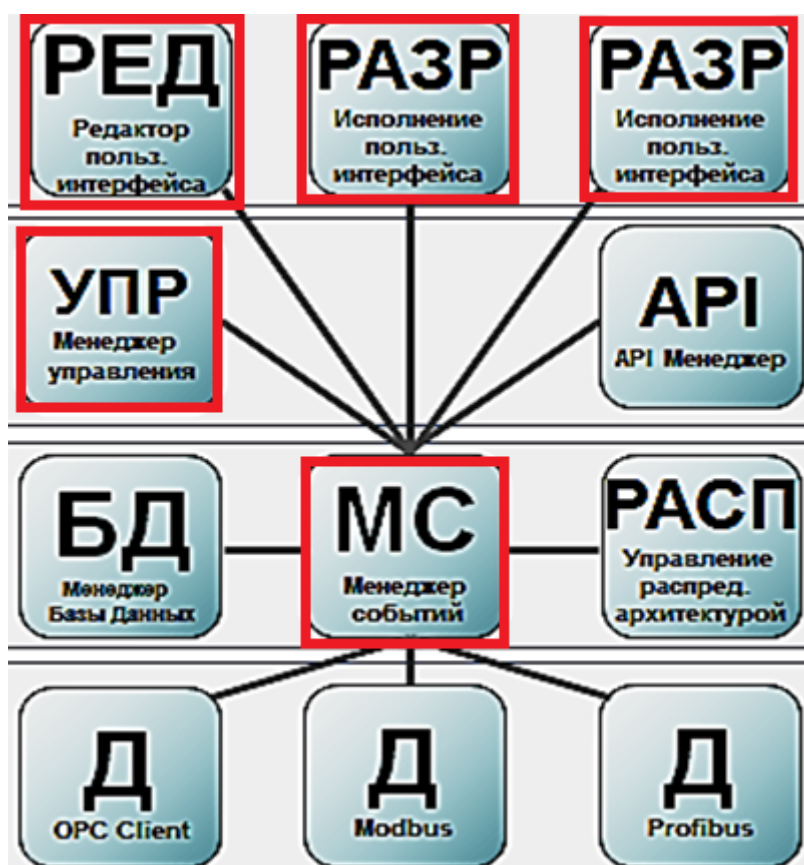 РЕД
Редактор
польз.
интерфейса
РАЗР
Исполнение
польз.
интерфейса
РАЗР
Исполнение
польз.
интерфейса
УПР
Менеджер
управления
API
API Менеджер
БД
Менеджер
Базы Данных
МС
Менеджер
событий
РАСП
Управление
распред.
архитектурой
Д
OPC Client
Д
Modbus
Д
Profibus